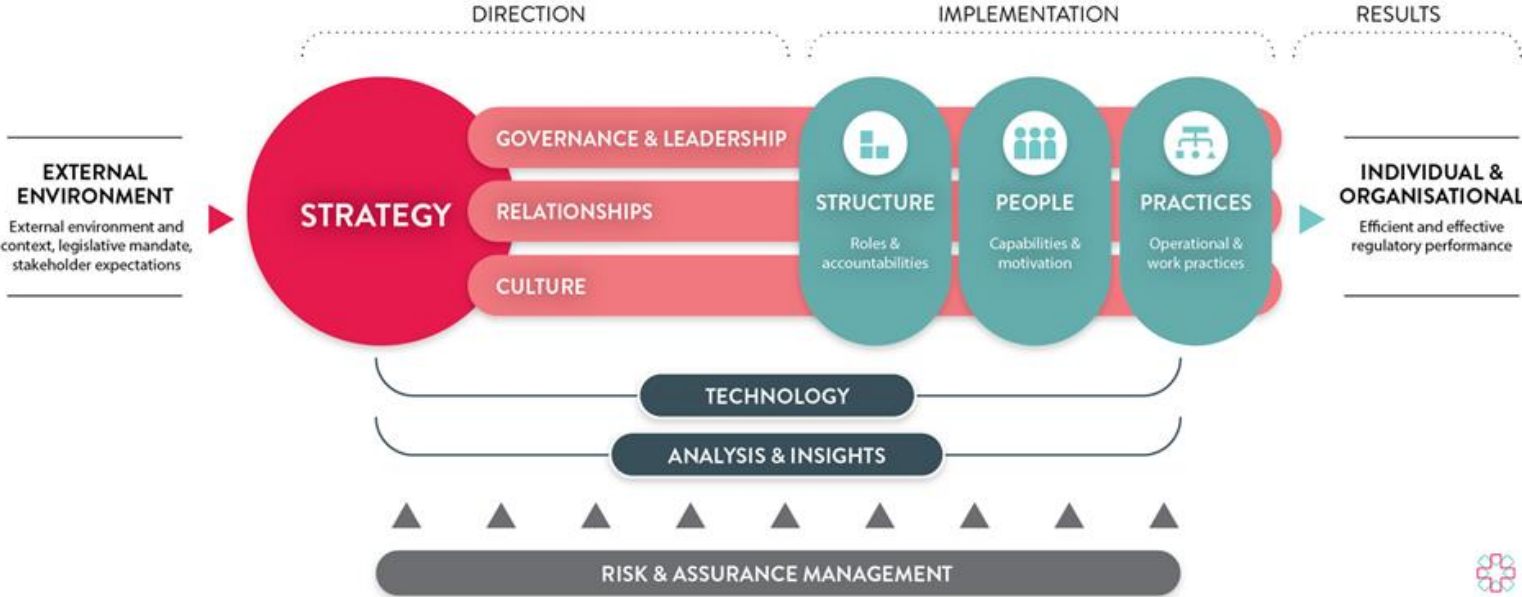 DIRECTION
IMPLEMENTATION
RESULTS
EXTERNAL
ENVIRONMENT
External environment and
context, legislative mandate,
stakeholder expectations
STRATEGY
GOVERNANCE & LEADERSHIP
RELATIONSHIPS
CULTURE
STRUCTURE
Roles &
accountabilities
PEOPLE
Capabilities &
motivation
PRACTICES
Operational &
work practices
INDIVIDUAL &
ORGANISATIONAL
Efficient and effective
regulatory performance
TECHNOLOGY
ANALYSIS & INSIGHTS
RISK & ASSURANCE MANAGEMENT